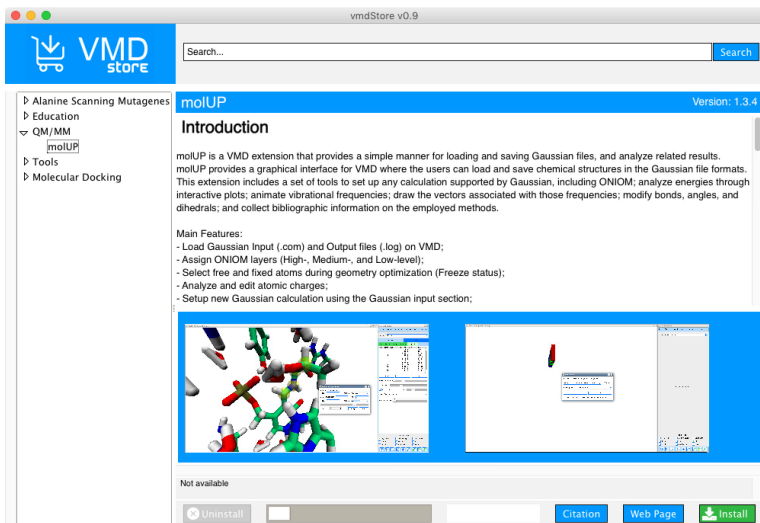 vmdStore v0.9
VMD
store
Search...
Search
Alanine Scanning Mutagenes
Education
QM/MM
molUP
Tools
Molecular Docking
molUP
Version: 1.3.4
Introduction
molUP is a VMD extension that provides a simple manner for loading and saving Gaussian files, and analyze related results.
molUP provides a graphical interface for VMD where the users can load and save chemical structures in the Gaussian file formats.
This extension includes a set of tools to set up any calculation supported by Gaussian, including ONIOM; analyze energies through
interactive plots; animate vibrational frequencies; draw the vectors associated with those frequencies; modify bonds, angles, and
dihedrals; and collect bibliographic information on the employed methods.
Main Features:
- Load Gaussian Input (.com) and Output files (.log) on VMD;
- Assign ONIOM layers (High-, Medium-, and Low-level);
- Select free and fixed atoms during geometry optimization (Freeze status);
- Analyze and edit atomic charges;
- Setup new Gaussian calculation using the Gaussian input section;
Not available
Uninstall
Citation
Web Page
Install